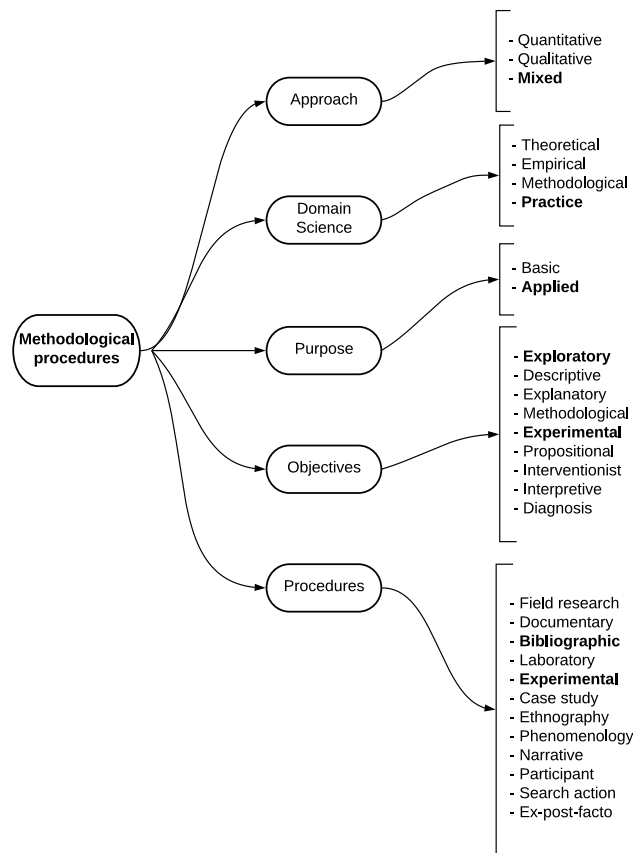 Methodological
procedures
Approach
- Quantitative
- Qualitative
- Mixed
Domain
Science
- Theoretical
- Empirical
- Methodological
- Practice
Purpose
- Basic
- Applied
Objectives
- Exploratory
- Descriptive
- Explanatory
- Methodological
- Experimental
- Propositional
- Interventionist
- Interpretive
- Diagnosis
Procedures
- Field research
- Documentary
- Bibliographic
- Laboratory
- Experimental
- Case study
- Ethnography
- Phenomenology
- Narrative
- Participant
- Search action
- Ex-post-facto